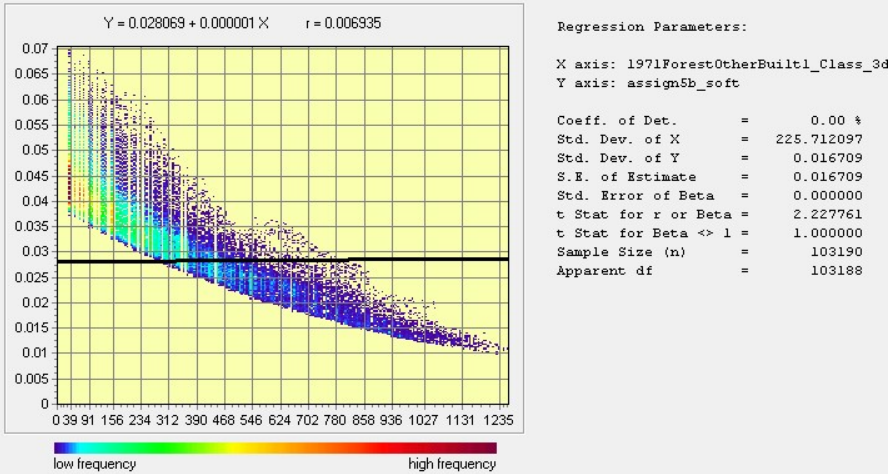 Y = 0.028069 + 0.000001 X r = 0.006935
0.07
0.065
0.06
0.055
0.05
0.045
0.04
0.035
0.03
0.025
0.02
0.015
0.01
0.005
0
0 39 91 156 234 312 390 468 546 624 702 780 858 936 1027 1131 1235
low frequency high frequency
Regression Parameters:
X axis: 1971ForestOtherBuilt1_Class_3d
Y axis: assign5b_soft
Coeff. of Det. = 0.00 %
Std. Dev. of X = 225.712097
Std. Dev. of Y = 0.016709
S.E. of Estimate = 0.016709
Std. Error of Beta = 0.000000
t Stat for r or Beta = 2.227761
t Stat for Beta <> 1 = 1.000000
Sample Size (n) = 103190
Apparent df = 103188